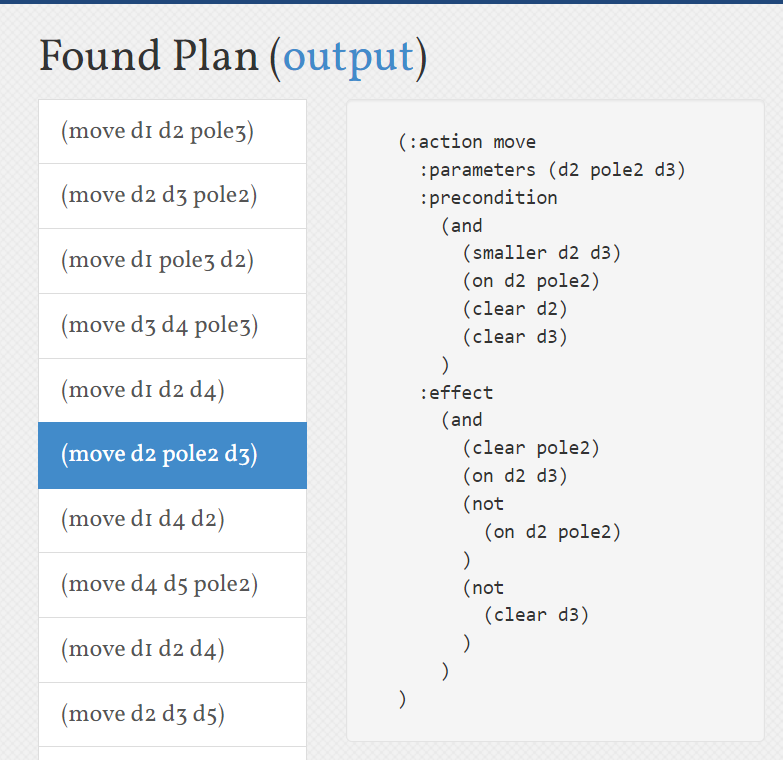 Found Plan (output)
(move d1 d2 pole3)
(move d2 d3 pole2)
(move d1 pole3 d2)
(move d3 d4 pole3)
(move d1 d2 d4)
(move d2 pole2 d3)
(move d1 d4 d2)
(move d4 d5 pole2)
(move d1 d2 d4)
(move d2 d3 d5)
(:action move
:parameters (d2 pole2 d3)
:precondition
(and
(smaller d2 d3)
(on d2 pole2)
(clear d2)
(clear d3)
)
:effect
(and
(clear pole2)
(on d2 d3)
(not
(on d2 pole2)
)
(not
(clear d3)
)
)
)